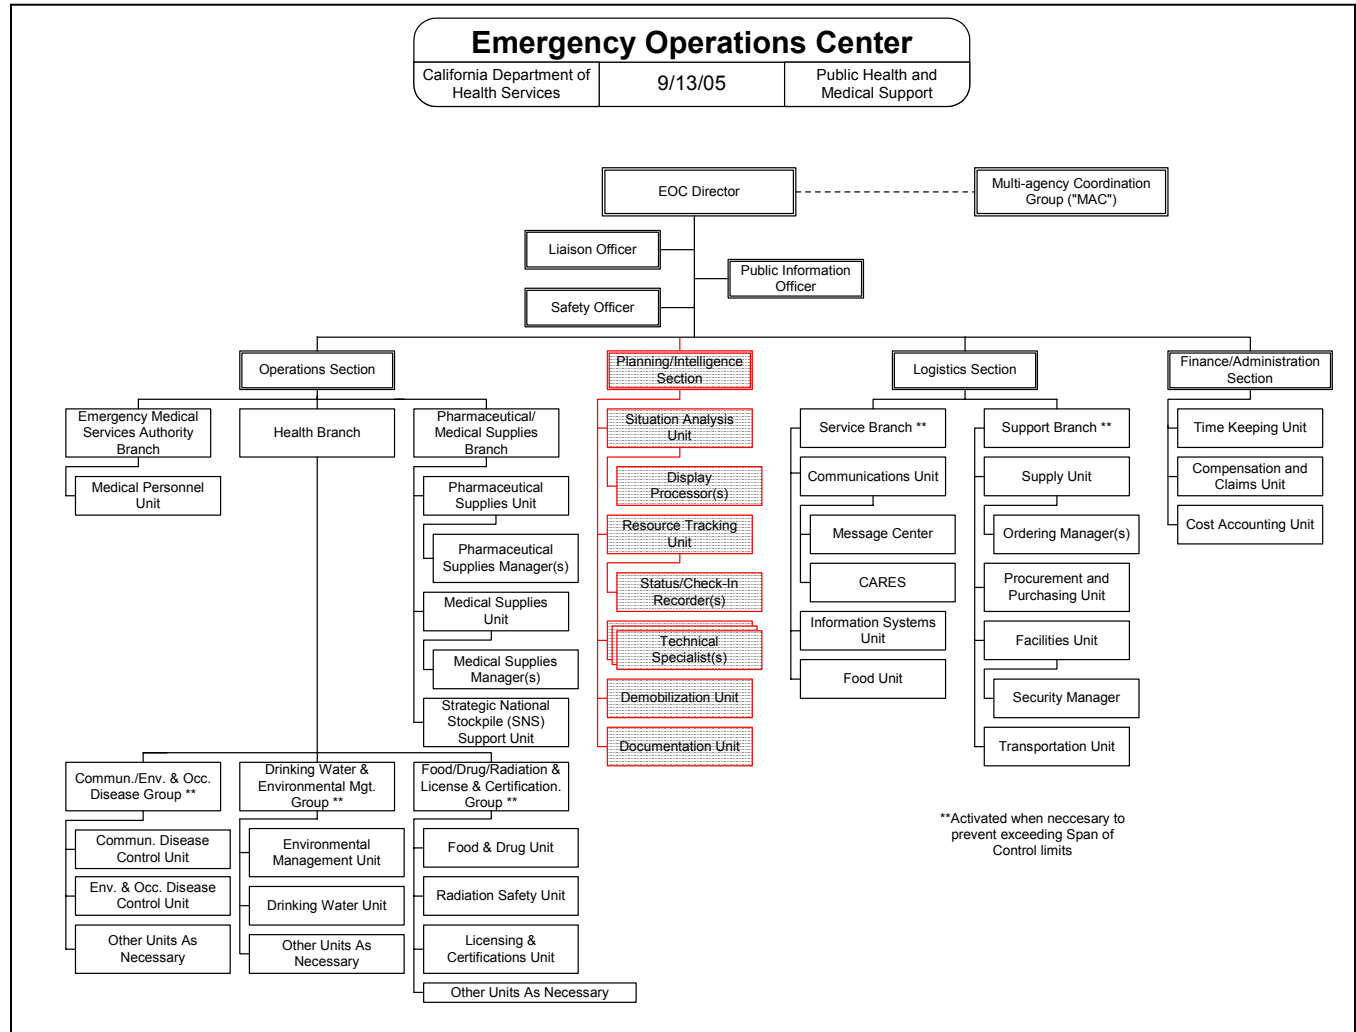 Emergency Operations Center
California Department of
Health Services
9/13/05
Public Health and
Medical Support
EOC Director
Multi-agency Coordination
Group ("MAC")
Liaison Officer
Public Information
Officer
Safety Officer
Operations Section
Planning/Intelligence
Section
Logistics Section
Finance/Administration
Section
Emergency Medical
Services Authority
Branch
Medical Personnel
Unit
Health Branch
Pharmaceutical/
Medical Supplies
Branch
Pharmaceutical
Supplies Unit
Pharmaceutical
Supplies Manager(s)
Medical Supplies
Unit
Medical Supplies
Manager(s)
Strategic National
Stockpile (SNS)
Support Unit
Situation Analysis
Unit
Display
Processor(s)
Resource Tracking
Unit
Status/Check-In
Recorder(s)
Technical
Specialist(s)
Demobilization Unit
Documentation Unit
Service Branch **
Communications Unit
Message Center
CARES
Information Systems
Unit
Food Unit
Support Branch **
Supply Unit
Ordering Manager(s)
Procurement and
Purchasing Unit
Facilities Unit
Security Manager
Transportation Unit
Time Keeping Unit
Compensation and
Claims Unit
Cost Accounting Unit
Commun./Env. & Occ.
Disease Group **
Commun. Disease
Control Unit
Env. & Occ. Disease
Control Unit
Other Units As
Necessary
Drinking Water &
Environmental Mgt.
Group **
Environmental
Management Unit
Drinking Water Unit
Other Units As
Necessary
Food/Drug/Radiation &
License & Certification.
Group **
Food & Drug Unit
Radiation Safety Unit
Licensing &
Certifications Unit
Other Units As Necessary
**Activated when neccesary to
prevent exceeding Span of
Control limits